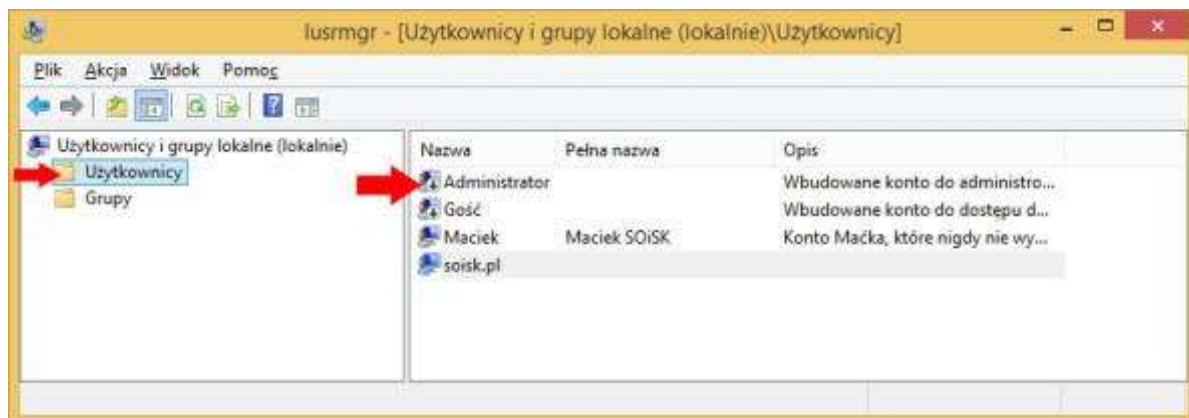 lusrmgr - [Użytkownicy i grupy lokalne (lokalnie)\Użytkownicy]
Plik Akcja Widok Pomoc
Użytkownicy i grupy lokalne (lokalnie)
Użytkownicy
Grupy
Nazwa Pełna nazwa Opis
Administrator Wbudowane konto do administro...
Gość Wbudowane konto do dostępu d...
Maciek Maciek SOiSK Konto Maćka, które nigdy nie wy...
soisk.pl